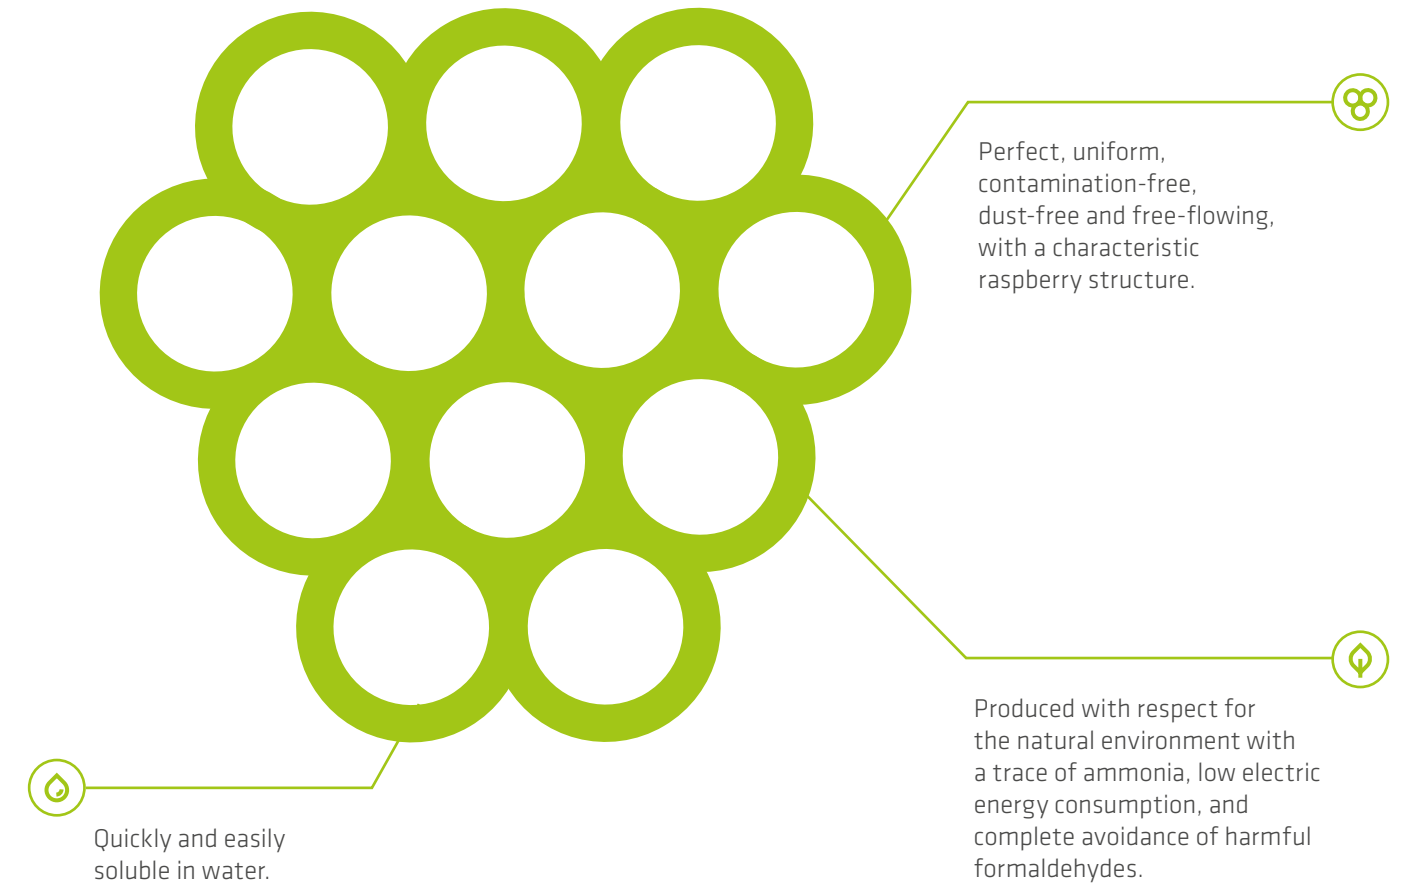 Perfect, uniform,
contamination-free,
dust-free and free-flowing,
with a characteristic
raspberry structure.
Produced with respect for
the natural environment with
a trace of ammonia, low electric
energy consumption, and
complete avoidance of harmful
formaldehydes.
Quickly and easily
soluble in water.